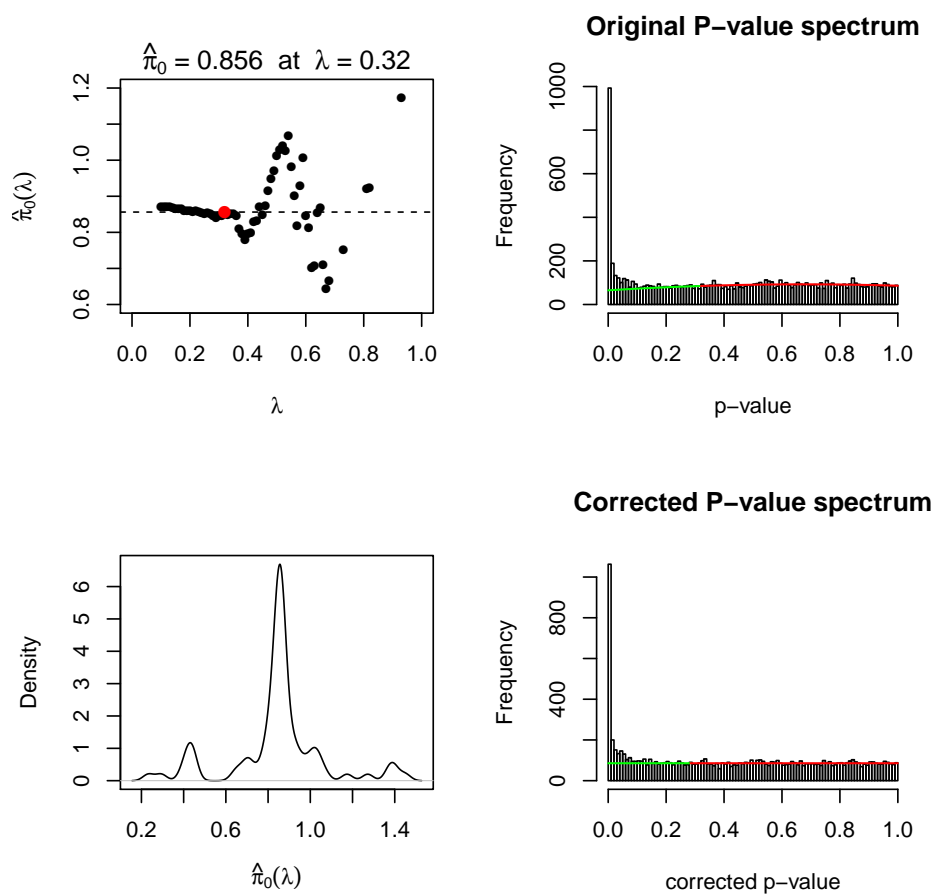 π̂₀ = 0.856 at λ = 0.32
π̂₀(λ)
1.2
1.0
0.8
0.6
0.0 0.2 0.4 0.6 0.8 1.0
λ
Original P−value spectrum
Frequency
1000
600
200
0
0.0 0.2 0.4 0.6 0.8 1.0
p−value
Density
6
5
4
3
2
1
0
0.2 0.6 1.0 1.4
π̂₀(λ)
Corrected P−value spectrum
Frequency
800
400
0
0.0 0.2 0.4 0.6 0.8 1.0
corrected p−value